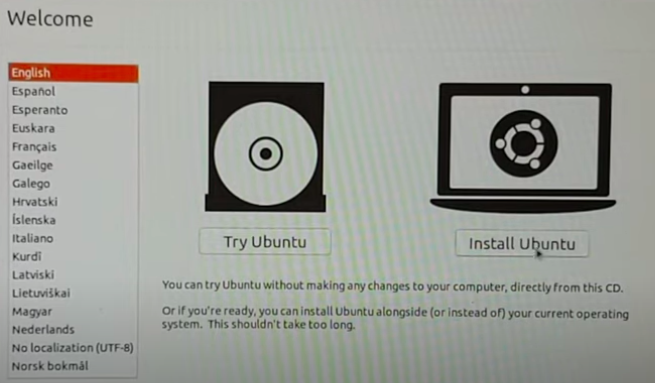 Welcome
English
Español
Esperanto
Euskara
Français
Gaeilge
Galego
Hrvatski
Íslenska
Italiano
Kurdî
Latviski
Lietuviškai
Magyar
Nederlands
No localization (UTF-8)
Norsk bokmål
Try Ubuntu
Install Ubuntu
You can try Ubuntu without making any changes to your computer, directly from this CD.
Or if you're ready, you can install Ubuntu alongside (or instead of) your current operating
system. This shouldn't take too long.